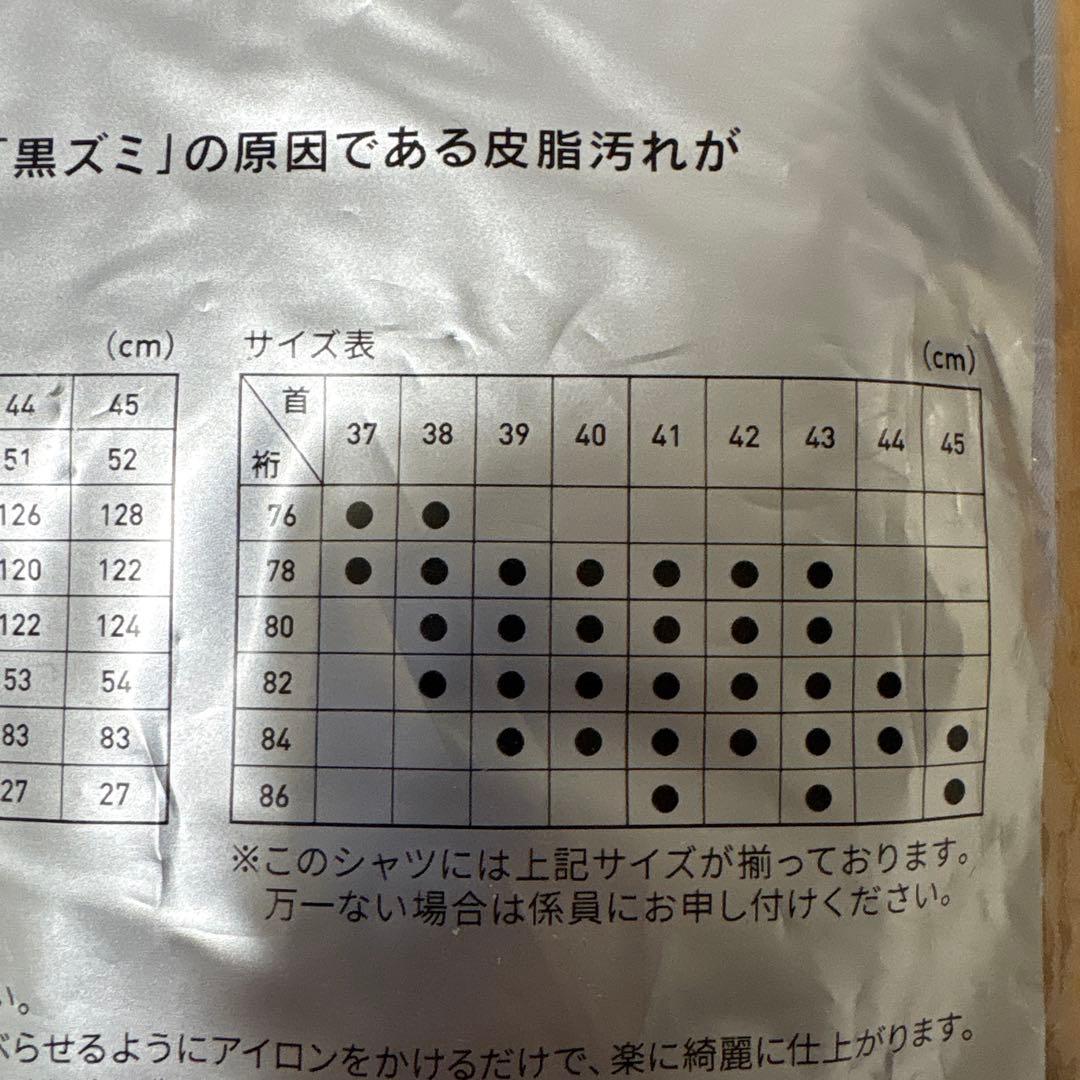 「黒ズミ」の原因である皮脂汚れが
(cm)
44 45
51 52
126 128
120 122
122 124
53 54
83 83
27 27
サイズ表 (cm)
首 37 38 39 40 41 42 43 44 45
裄
76 ● ●
78 ● ● ● ● ● ● ●
80 ● ● ● ● ● ●
82 ● ● ● ● ● ● ●
84 ● ● ● ● ● ● ●
86 ● ● ●
※このシャツには上記サイズが揃っております。
万一ない場合は係員にお申し付けください。
い。
べらせるようにアイロンをかけるだけで、楽に綺麗に仕上がります。